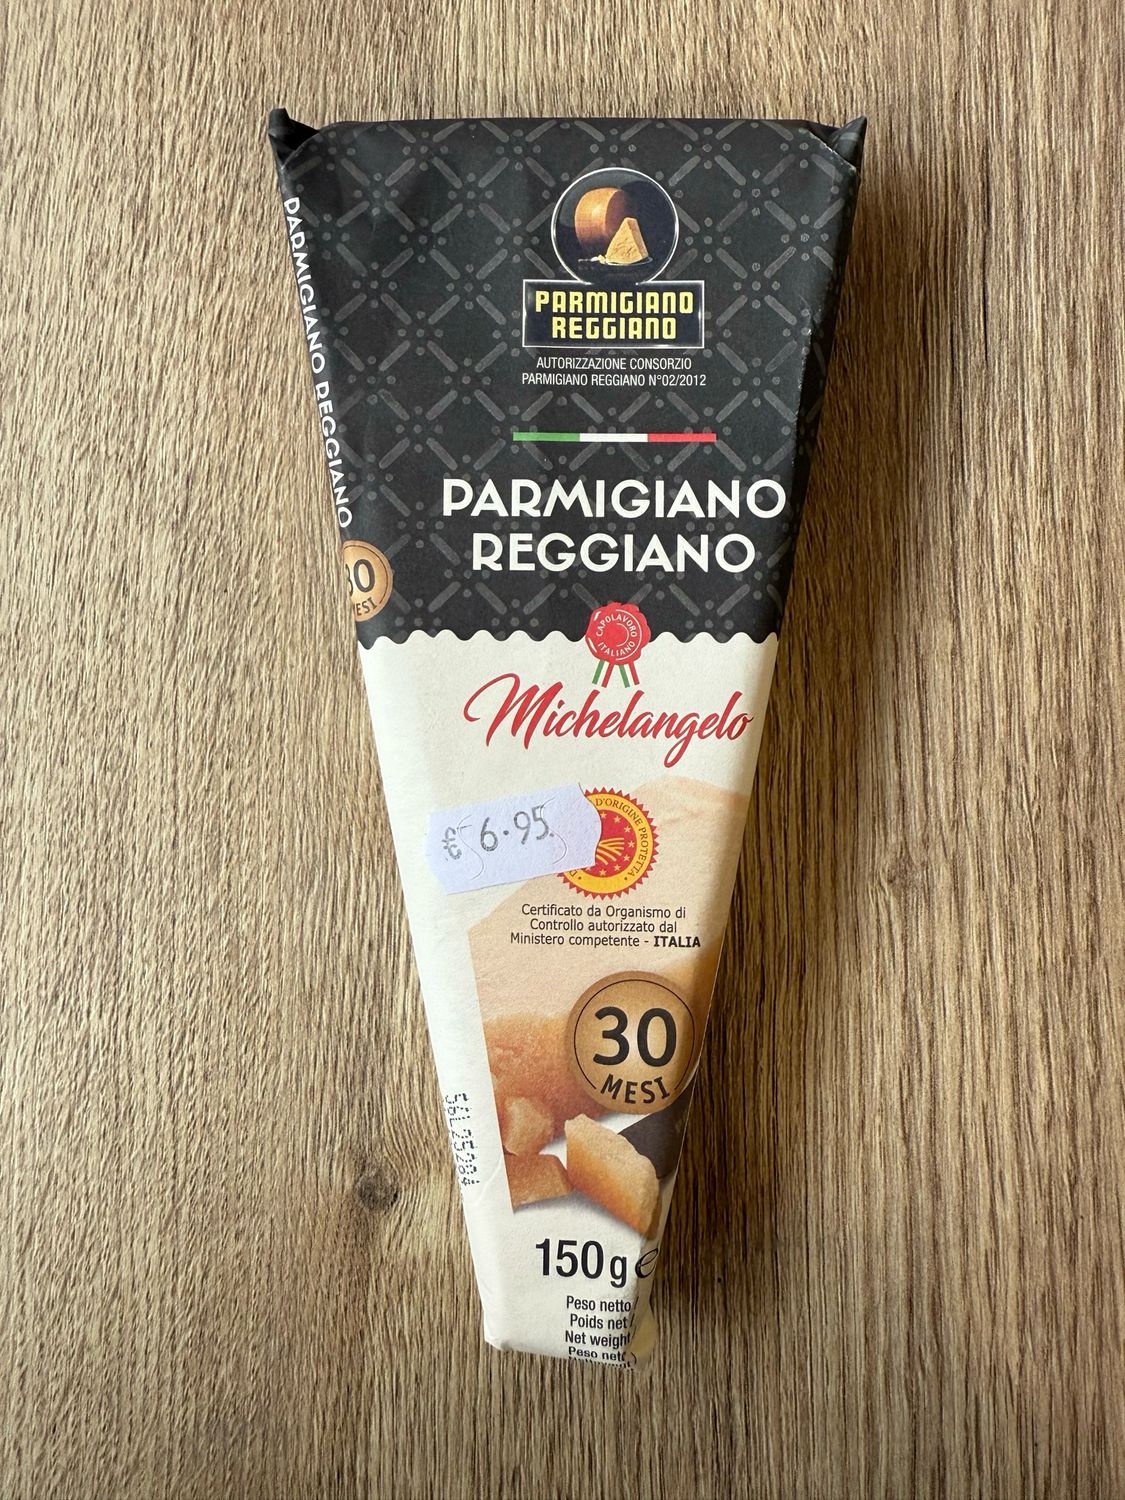 PARMIGIANO
REGGIANO
AUTORIZZAZIONE CONSORZIO
PARMIGIANO REGGIANO N°02/2012
PARMIGIANO REGGIANO
30
MESI
PARMIGIANO
REGGIANO
CAPOLAVORO
ITALIANO
Michelangelo
€ 6.95
D'ORIGINE PROTETTA
Certificato da Organismo di
Controllo autorizzato dal
Ministero competente - ITALIA
30
MESI
150g e
Peso netto
Poids net
Net weight
Peso neto